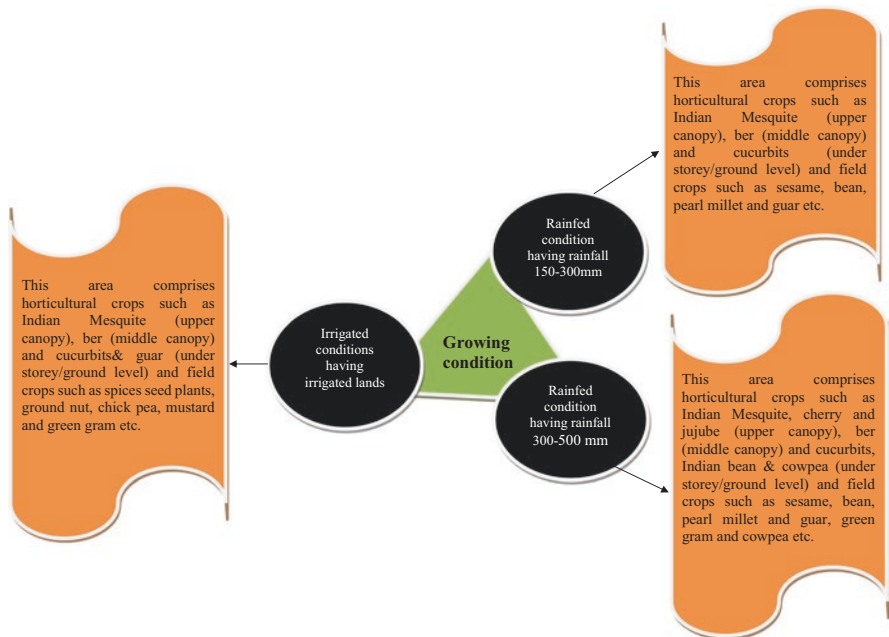 This area comprises
horticultural crops such as
Indian Mesquite (upper
canopy), ber (middle canopy)
and cucurbits (under
storey/ground level) and field
crops such as sesame, bean,
pearl millet and guar etc.
Rainfed
condition
having rainfall
150-300mm
This area comprises
horticultural crops such as
Indian Mesquite (upper
canopy), ber (middle canopy)
and cucurbits& guar (under
storey/ground level) and field
crops such as spices seed plants,
ground nut, chick pea, mustard
and green gram etc.
Irrigated
conditions
having
irrigated lands
Growing
condition
Rainfed
condition
having rainfall
300-500 mm
This area comprises
horticultural crops such as
Indian Mesquite, cherry and
jujube (upper canopy), ber
(middle canopy) and cucurbits,
Indian bean & cowpea (under
storey/ground level) and field
crops such as sesame, bean,
pearl millet and guar, green
gram and cowpea etc.